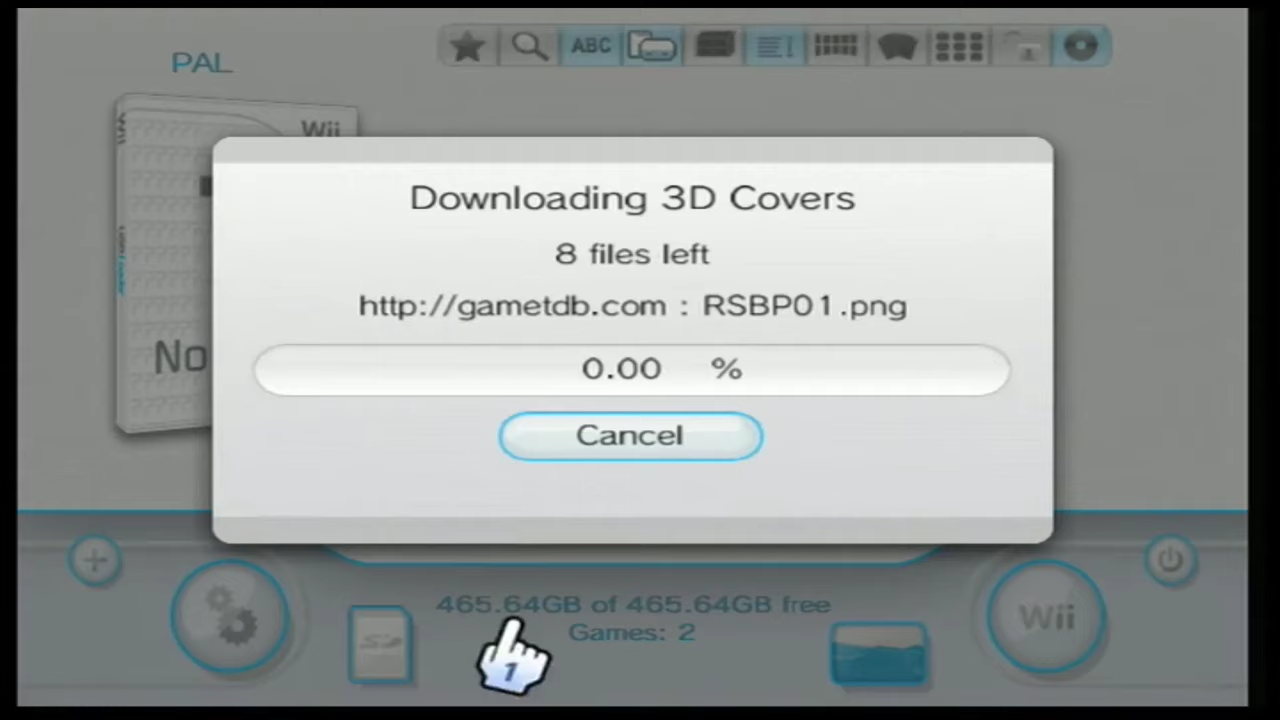 PAL
ABC
Wii
Downloading 3D Covers
8 files left
http://gametdb.com : RSBP01.png
0.00 %
No
Cancel
465.64GB of 465.64GB free
Games: 2
Wii
1